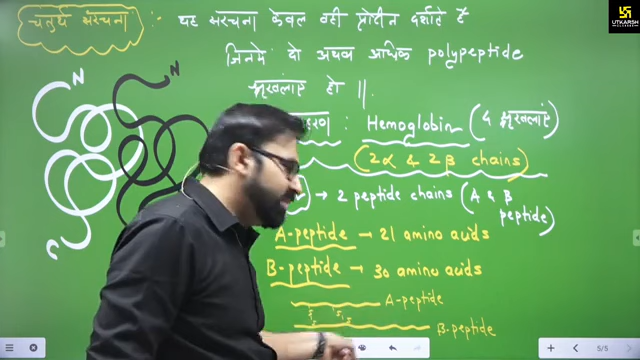 चतुर्थ संरचना :- यह संरचना केवल वही प्रोटीन दर्शाते हैं
जिनमे दो अथवा अधिक polypeptide
श्रृंखलाएं हो ||
Hemoglobin (4 श्रृंखलाएं)
(2α & 2β chains)
→ 2 peptide chains (A & B
peptide)
A-peptide → 21 amino acids
B-peptide → 30 amino acids
A-peptide
B-peptide
N
N
C
UTKARSH
5/5